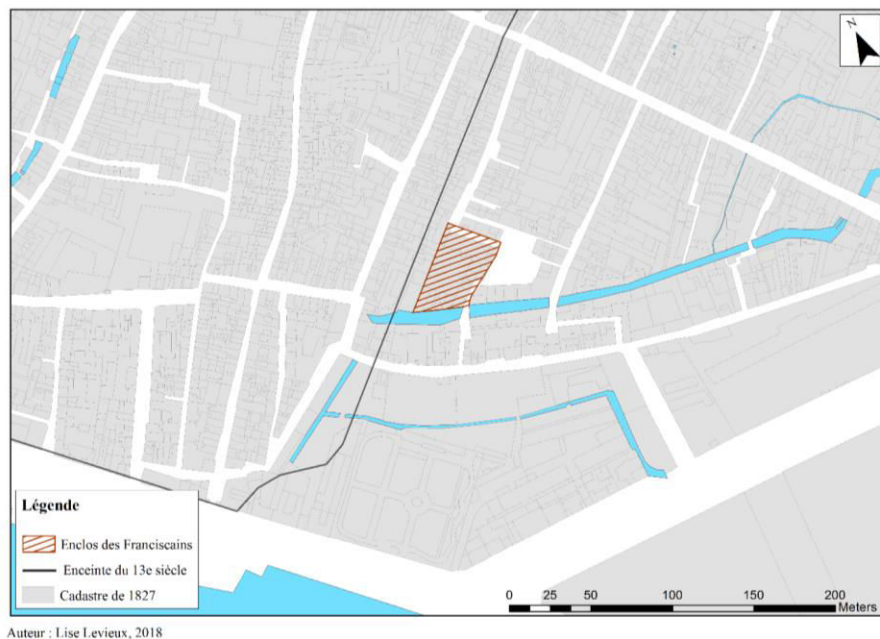 N
Légende
Enclos des Franciscains
Enceinte du 13e siècle
Cadastre de 1827
0 25 50 100 150 200
Meters
Auteur : Lise Levieux, 2018